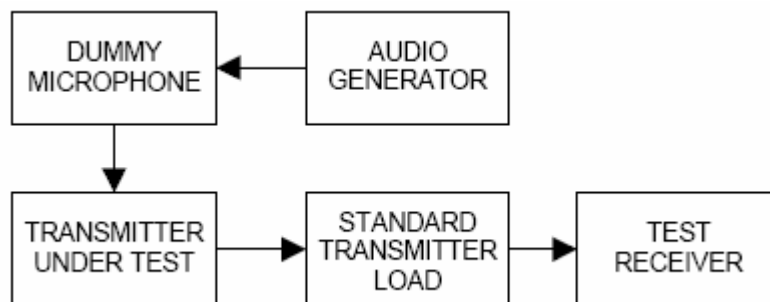 DUMMY
MICROPHONE
AUDIO
GENERATOR
TRANSMITTER
UNDER TEST
STANDARD
TRANSMITTER
LOAD
TEST
RECEIVER